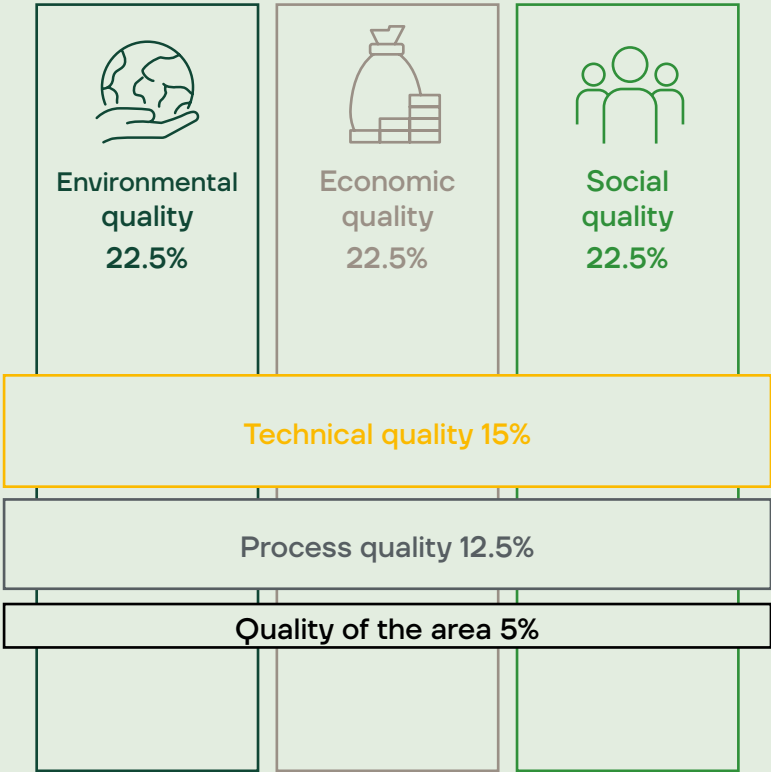 Environmental
quality
22.5%
Economic
quality
22.5%
Social
quality
22.5%
Technical quality 15%
Process quality 12.5%
Quality of the area 5%